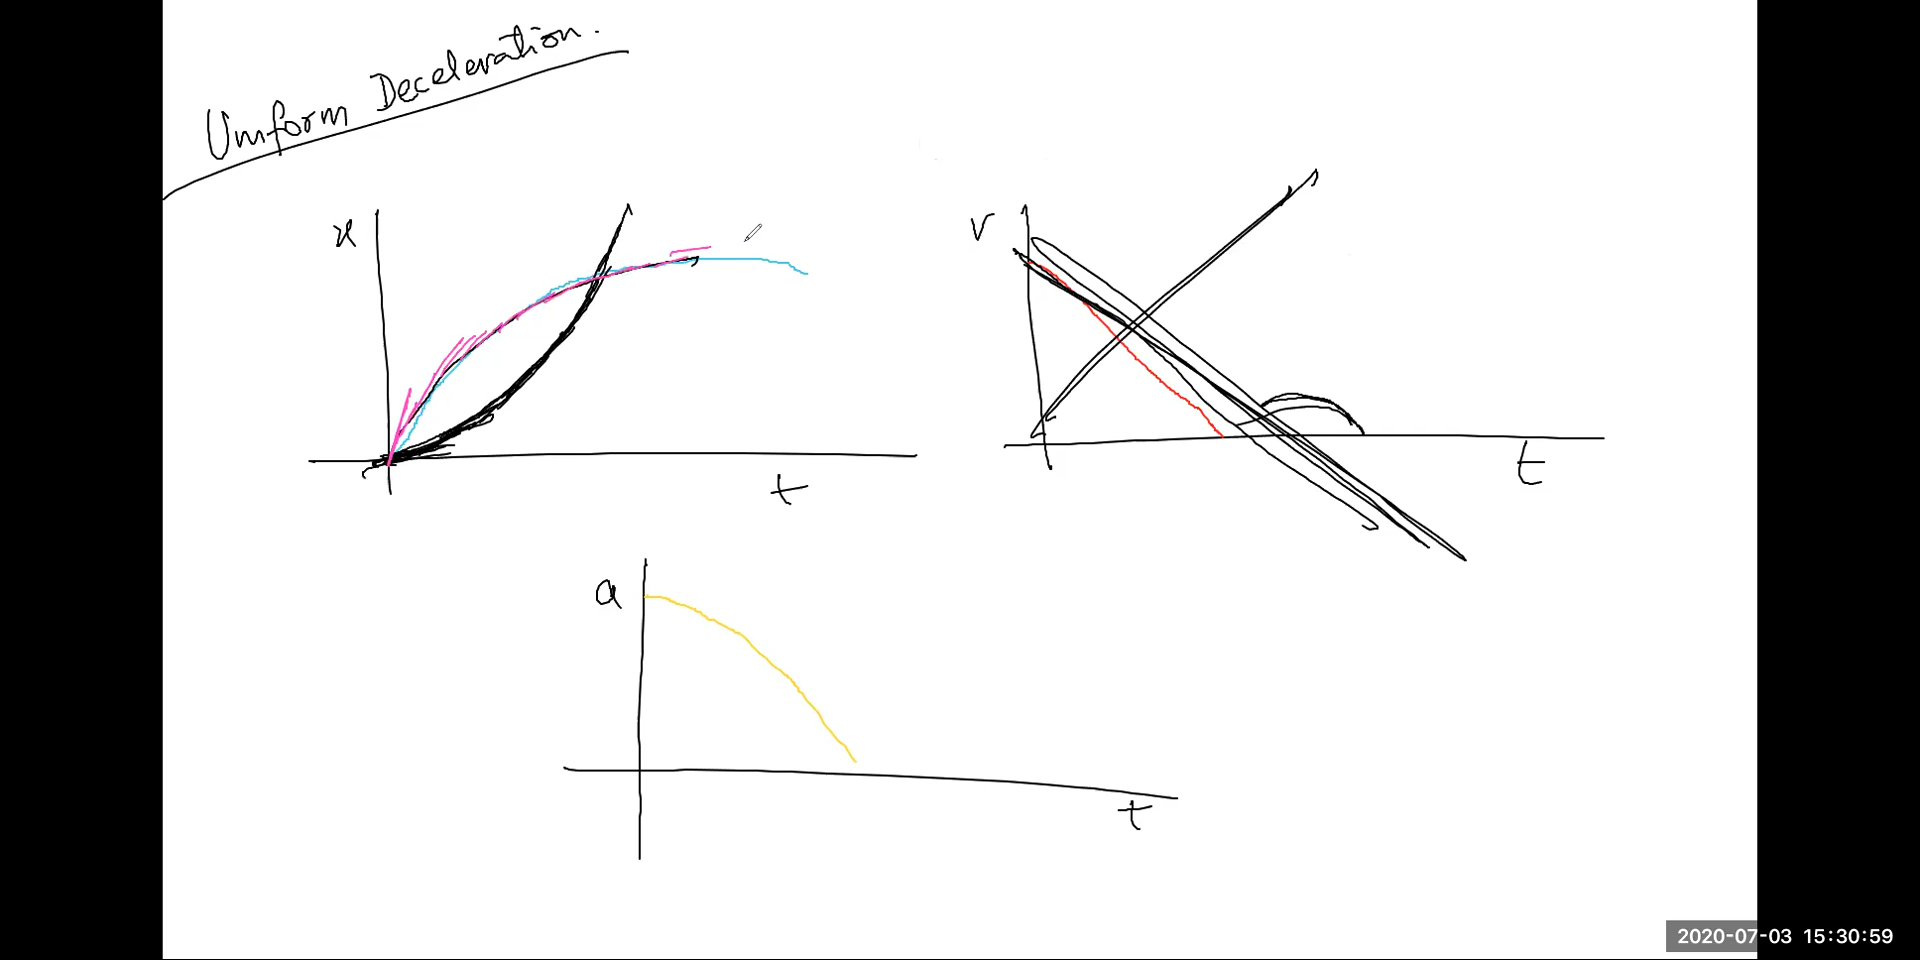 Uniform Deceleration.
x
t
v
t
a
t
2020-07-03 15:30:59